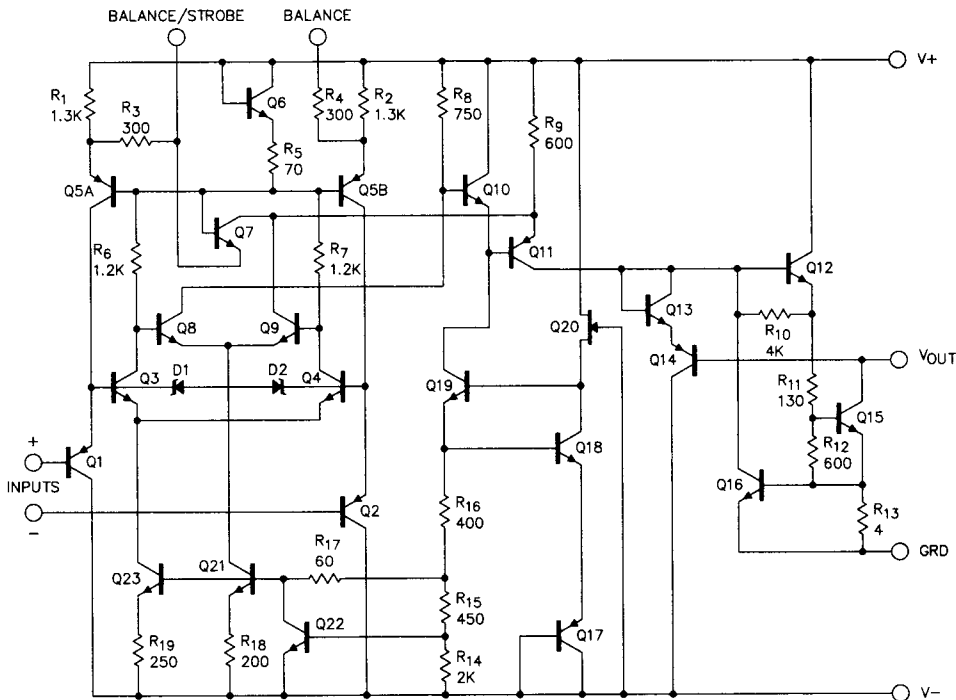 BALANCE/STROBE
BALANCE
V+
R1
1.3K
R3
300
Q6
R4
300
R2
1.3K
R8
750
R9
600
R5
70
Q5A
Q5B
Q10
Q7
Q11
Q12
R6
1.2K
R7
1.2K
Q13
R10
4K
Q8
Q9
Q20
Q14
VOUT
Q3
D1
D2
Q4
Q19
R11
130
Q15
+
Q1
Q18
R12
600
INPUTS
−
Q2
R16
400
Q16
R13
4
R17
60
GRD
Q23
Q21
R15
450
Q22
Q17
R19
250
R18
200
R14
2K
V−